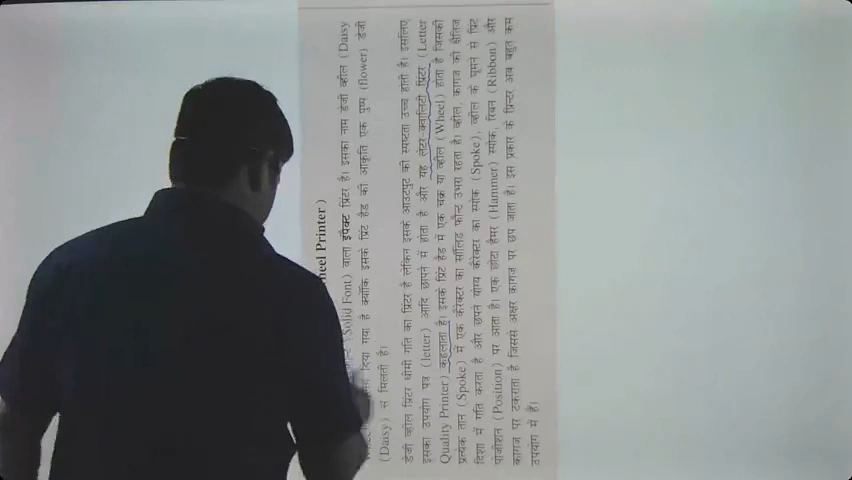 heel Printer)
(Solid Font) वाला इंपैक्ट प्रिंटर है। इसका नाम डेजी व्हील (Daisy
दिया गया है क्योंकि इसके प्रिंट हैड की आकृति एक पुष्प (flower) डेजी
(Daisy) से मिलती है।
डेजी व्हील प्रिंटर धीमी गति का प्रिंटर है लेकिन इसके आउटपुट की स्पष्टता उच्च होती है। इसलिए
इसका उपयोग पत्र (letter) आदि छापने में होता है और यह लेटर-क्वालिटी प्रिंटर (Letter
Quality Printer) कहलाता है। इसके प्रिंट हैड में एक चक्र या व्हील (Wheel) होता है जिसकी
प्रत्येक तान (Spoke) में एक कैरेक्टर का सॉलिड फॉन्ट उभरा रहता है। व्हील, कागज की क्षैतिज
दिशा में गति करता है और छपने योग्य कैरेक्टर का स्पोक (Spoke), व्हील के घूमने से प्रिंट
पोजीशन (Position) पर आता है। एक छोटा हैमर (Hammer) स्पोक, रिबन (Ribbon) और
कागज पर टकराता है जिससे अक्षर कागज पर छप जाता है। इस प्रकार के प्रिन्टर अब बहुत कम
उपयोग में है।